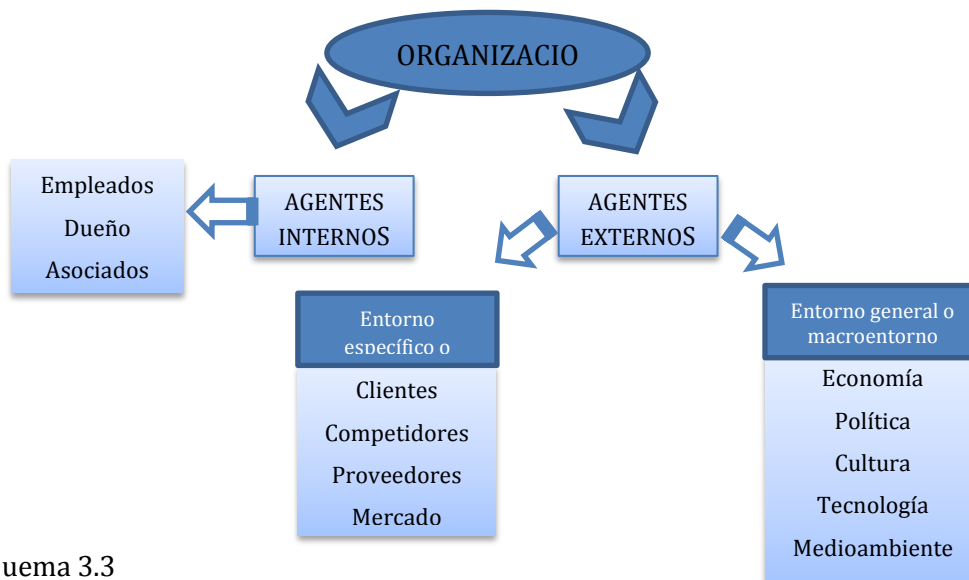 ORGANIZACIO
Empleados
Dueño
Asociados
AGENTES
INTERNOS
AGENTES
EXTERNOS
Entorno
específico o
Clientes
Competidores
Proveedores
Mercado
Entorno general o
macroentorno
Economía
Política
Cultura
Tecnología
Medioambiente
uema 3.3